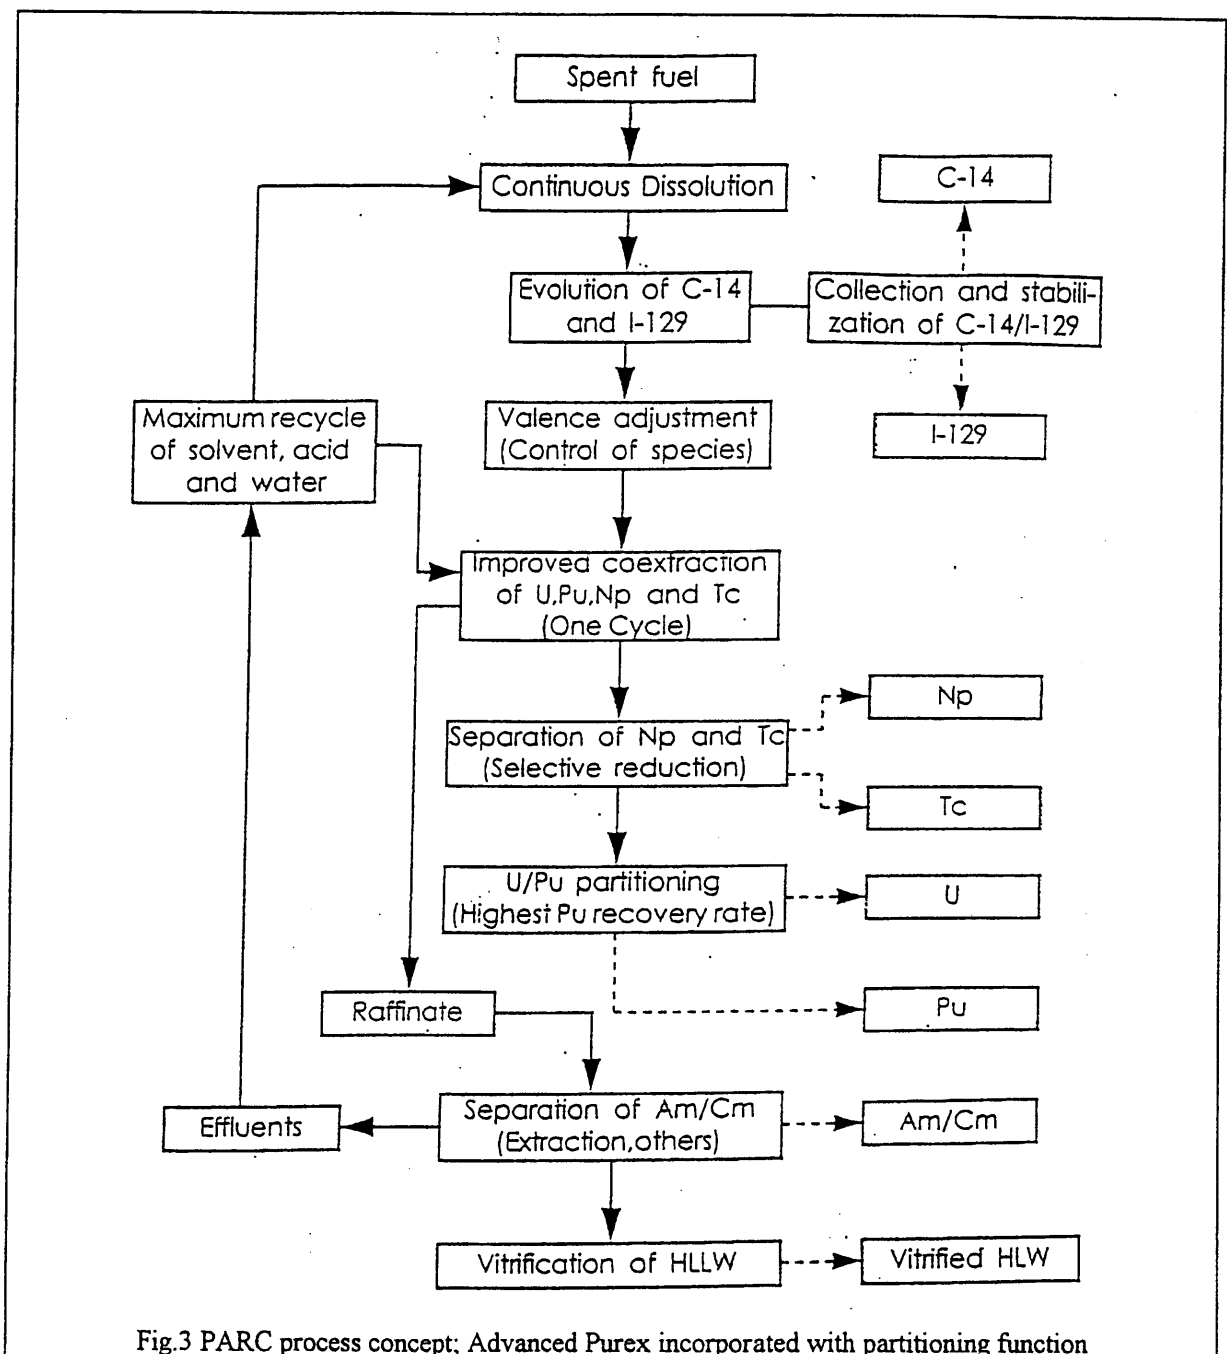 Spent fuel
Continuous Dissolution
C-14
Evolution of C-14
and I-129
Collection and stabili-
zation of C-14/I-129
Maximum recycle
of solvent, acid
and water
Valence adjustment
(Control of species)
I-129
Improved coextraction
of U,Pu,Np and Tc
(One Cycle)
Np
Separation of Np and Tc
(Selective reduction)
Tc
U/Pu partitioning
(Highest Pu recovery rate)
U
Raffinate
Pu
Effluents
Separation of Am/Cm
(Extraction,others)
Am/Cm
Vitrification of HLLW
Vitrified HLW
Fig.3 PARC process concept; Advanced Purex incorporated with partitioning function